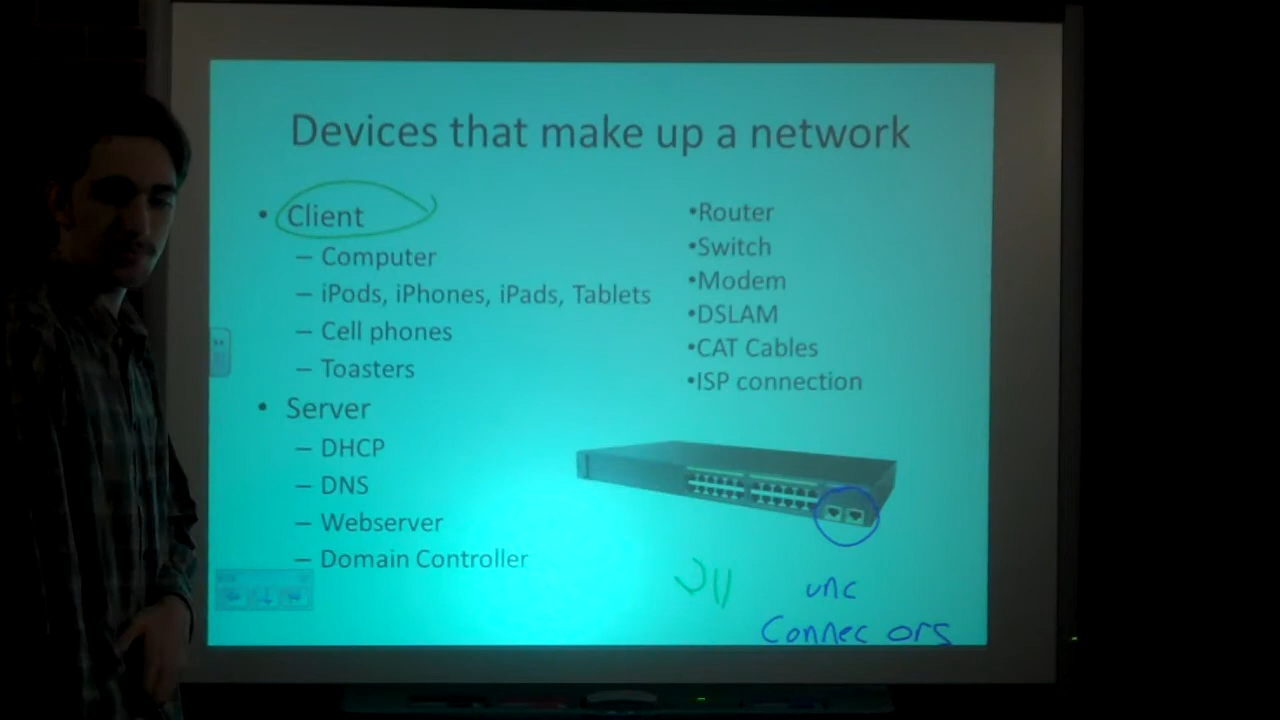 Devices that make up a network
• Client
– Computer
– iPods, iPhones, iPads, Tablets
– Cell phones
– Toasters
• Server
– DHCP
– DNS
– Webserver
– Domain Controller
•Router
•Switch
•Modem
•DSLAM
•CAT Cables
•ISP connection
unc
Connec ors